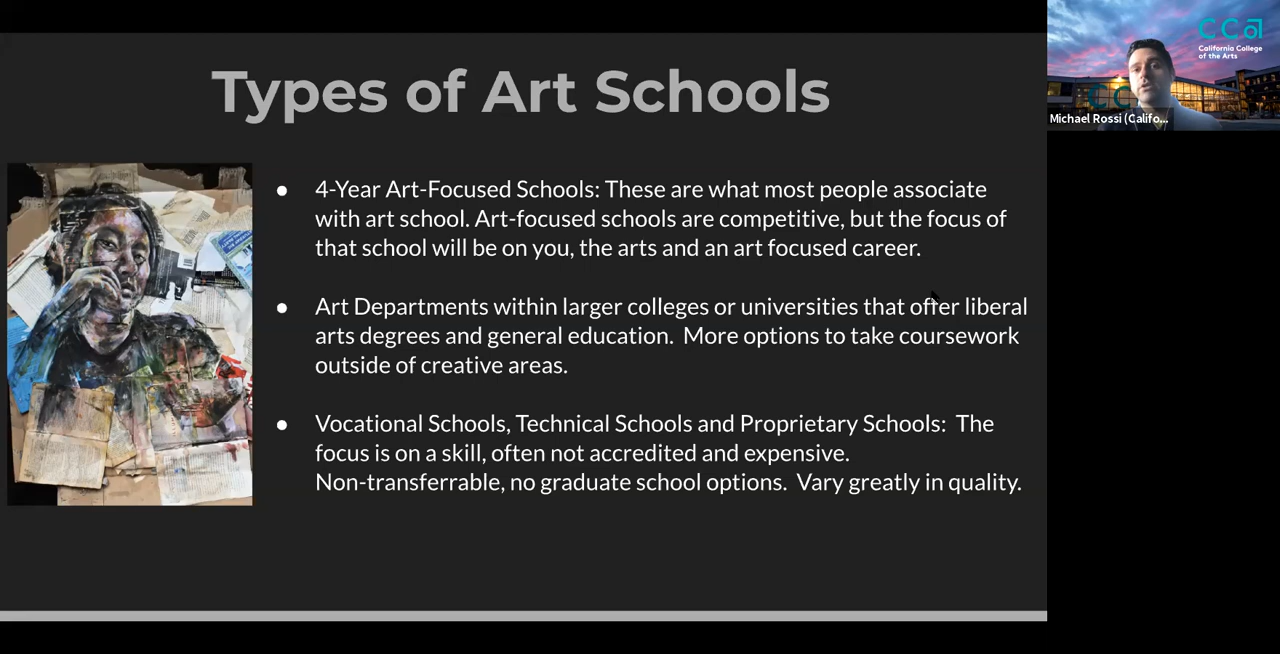 Types of Art Schools
● 4-Year Art-Focused Schools: These are what most people associate
with art school. Art-focused schools are competitive, but the focus of
that school will be on you, the arts and an art focused career.
● Art Departments within larger colleges or universities that offer liberal
arts degrees and general education.  More options to take coursework
outside of creative areas.
● Vocational Schools, Technical Schools and Proprietary Schools:  The
focus is on a skill, often not accredited and expensive.
Non-transferrable, no graduate school options.  Vary greatly in quality.
CCa
California College
of the Arts
Michael Rossi (Califo...